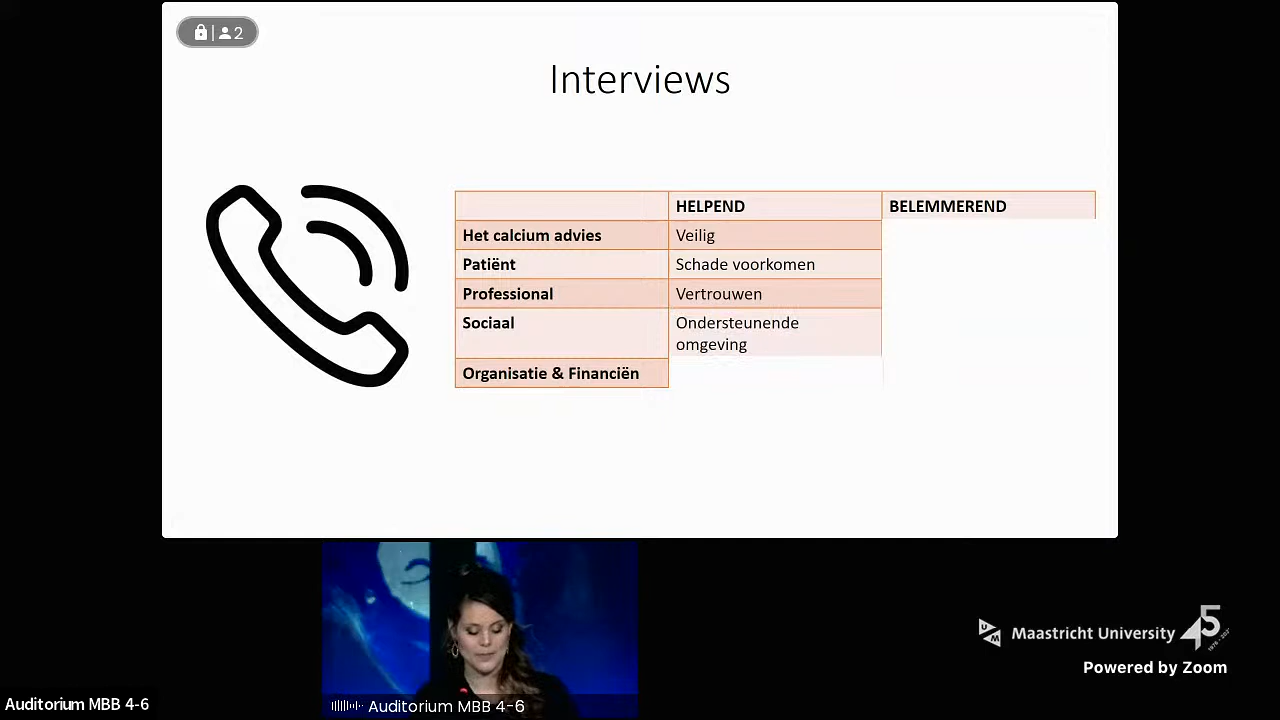 2
Interviews
HELPEND BELEMMEREND
Het calcium advies Veilig
Patiënt Schade voorkomen
Professional Vertrouwen
Sociaal Ondersteunende
omgeving
Organisatie & Financiën
Maastricht University 45
Powered by Zoom
Auditorium MBB 4-6
Auditorium MBB 4-6